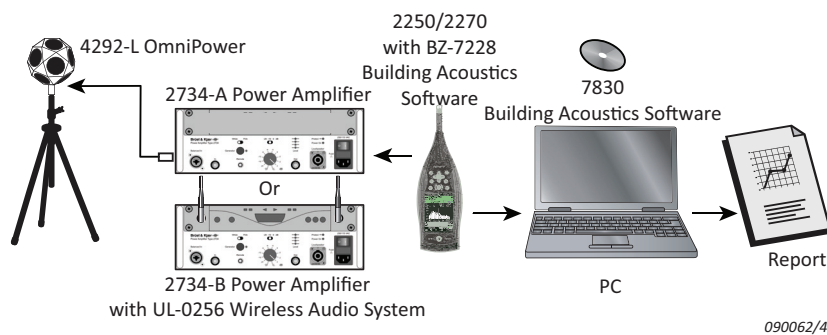 4292-L OmniPower
2250/2270
with BZ-7228
Building Acoustics
Software
7830
Building Acoustics Software
2734-A Power Amplifier
Or
2734-B Power Amplifier
with UL-0256 Wireless Audio System
PC
Report
090062/4